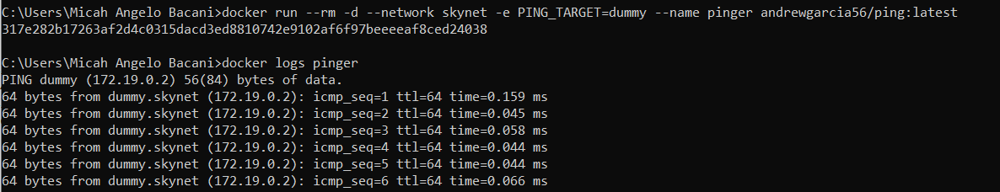 C:\Users\Micah Angelo Bacani>docker run --rm -d --network skynet -e PING_TARGET=dummy --name pinger andrewgarcia56/ping:latest
317e282b17263af2d4c0315dacd3ed8810742e9102af6f97beeeeaf8ced24038
C:\Users\Micah Angelo Bacani>docker logs pinger
PING dummy (172.19.0.2) 56(84) bytes of data.
64 bytes from dummy.skynet (172.19.0.2): icmp_seq=1 ttl=64 time=0.159 ms
64 bytes from dummy.skynet (172.19.0.2): icmp_seq=2 ttl=64 time=0.045 ms
64 bytes from dummy.skynet (172.19.0.2): icmp_seq=3 ttl=64 time=0.058 ms
64 bytes from dummy.skynet (172.19.0.2): icmp_seq=4 ttl=64 time=0.044 ms
64 bytes from dummy.skynet (172.19.0.2): icmp_seq=5 ttl=64 time=0.044 ms
64 bytes from dummy.skynet (172.19.0.2): icmp_seq=6 ttl=64 time=0.066 ms